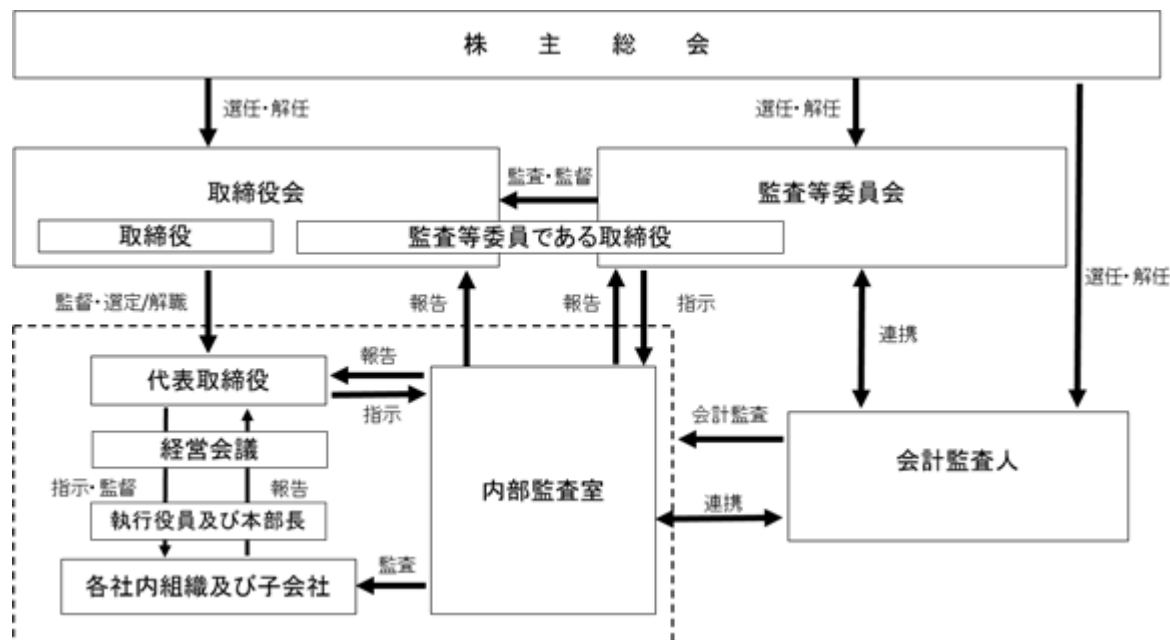 株主総会
選任・解任
選任・解任
取締役会
監査・監督
監査等委員会
取締役
監査等委員である取締役
選任・解任
監督・選定/解職
報告
報告
指示
連携
代表取締役
報告
指示
経営会議
会計監査
会計監査人
指示・監督
報告
内部監査室
連携
執行役員及び本部長
各社内組織及び子会社
監査